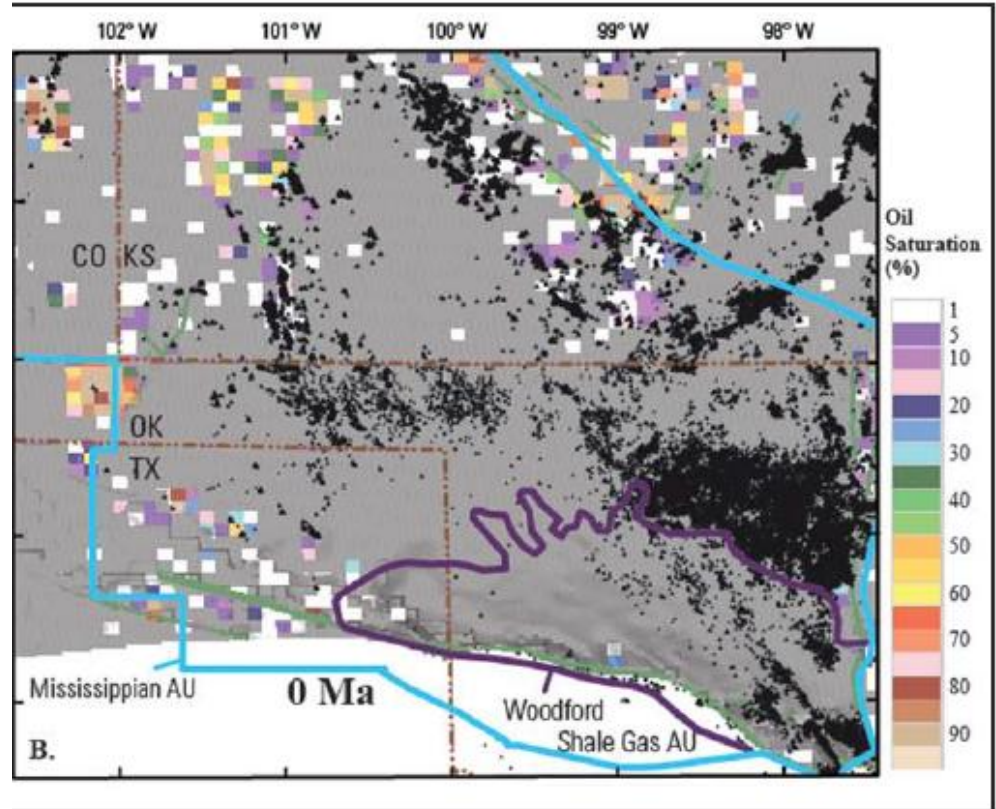 102° W 101° W 100° W 99° W 98° W
CO KS
OK
TX
Mississippian AU
0 Ma
Woodford
Shale Gas AU
B.
Oil
Saturation
(%)
1
5
10
20
30
40
50
60
70
80
90